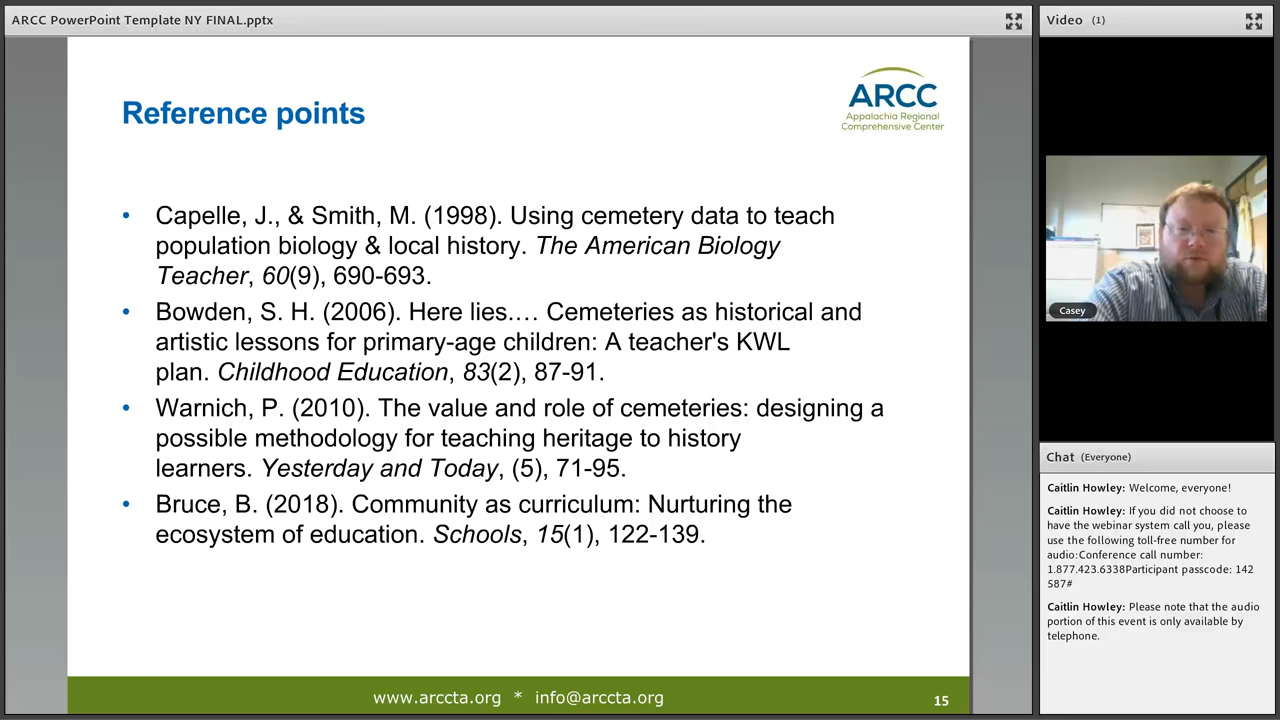 ARCC PowerPoint Template NY FINAL.pptx
Reference points
ARCC
Appalachia Regional
Comprehensive Center
• Capelle, J., & Smith, M. (1998). Using cemetery data to teach
population biology & local history. The American Biology
Teacher, 60(9), 690-693.
• Bowden, S. H. (2006). Here lies.… Cemeteries as historical and
artistic lessons for primary-age children: A teacher's KWL
plan. Childhood Education, 83(2), 87-91.
• Warnich, P. (2010). The value and role of cemeteries: designing a
possible methodology for teaching heritage to history
learners. Yesterday and Today, (5), 71-95.
• Bruce, B. (2018). Community as curriculum: Nurturing the
ecosystem of education. Schools, 15(1), 122-139.
www.arccta.org * info@arccta.org
15
Video (1)
Casey
Chat (Everyone)
Caitlin Howley: Welcome, everyone!
Caitlin Howley: If you did not choose to
have the webinar system call you, please
use the following toll-free number for
audio:Conference call number:
1.877.423.6338Participant passcode: 142
587#
Caitlin Howley: Please note that the audio
portion of this event is only available by
telephone.